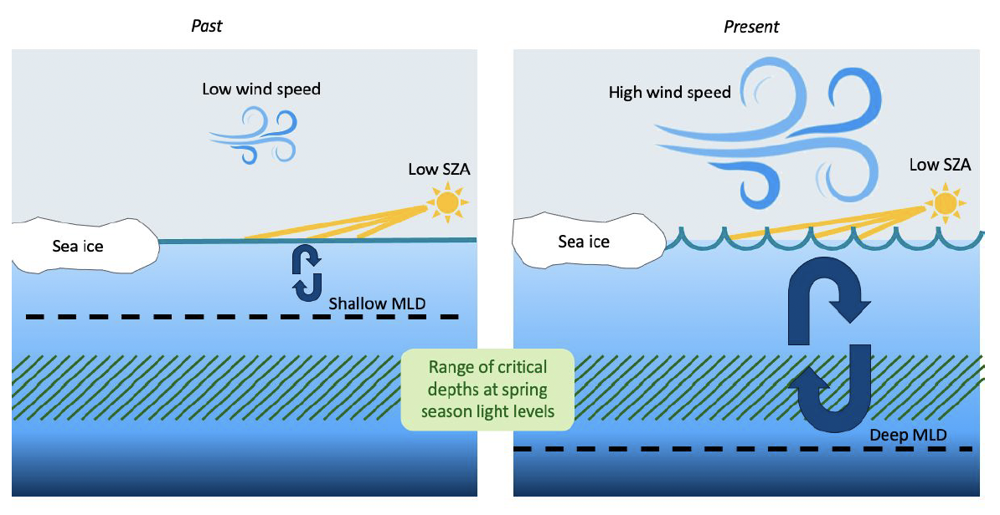 Past
Present
Low wind speed
High wind speed
Low SZA
Low SZA
Sea ice
Sea ice
Shallow MLD
Range of critical
depths at spring
season light levels
Deep MLD